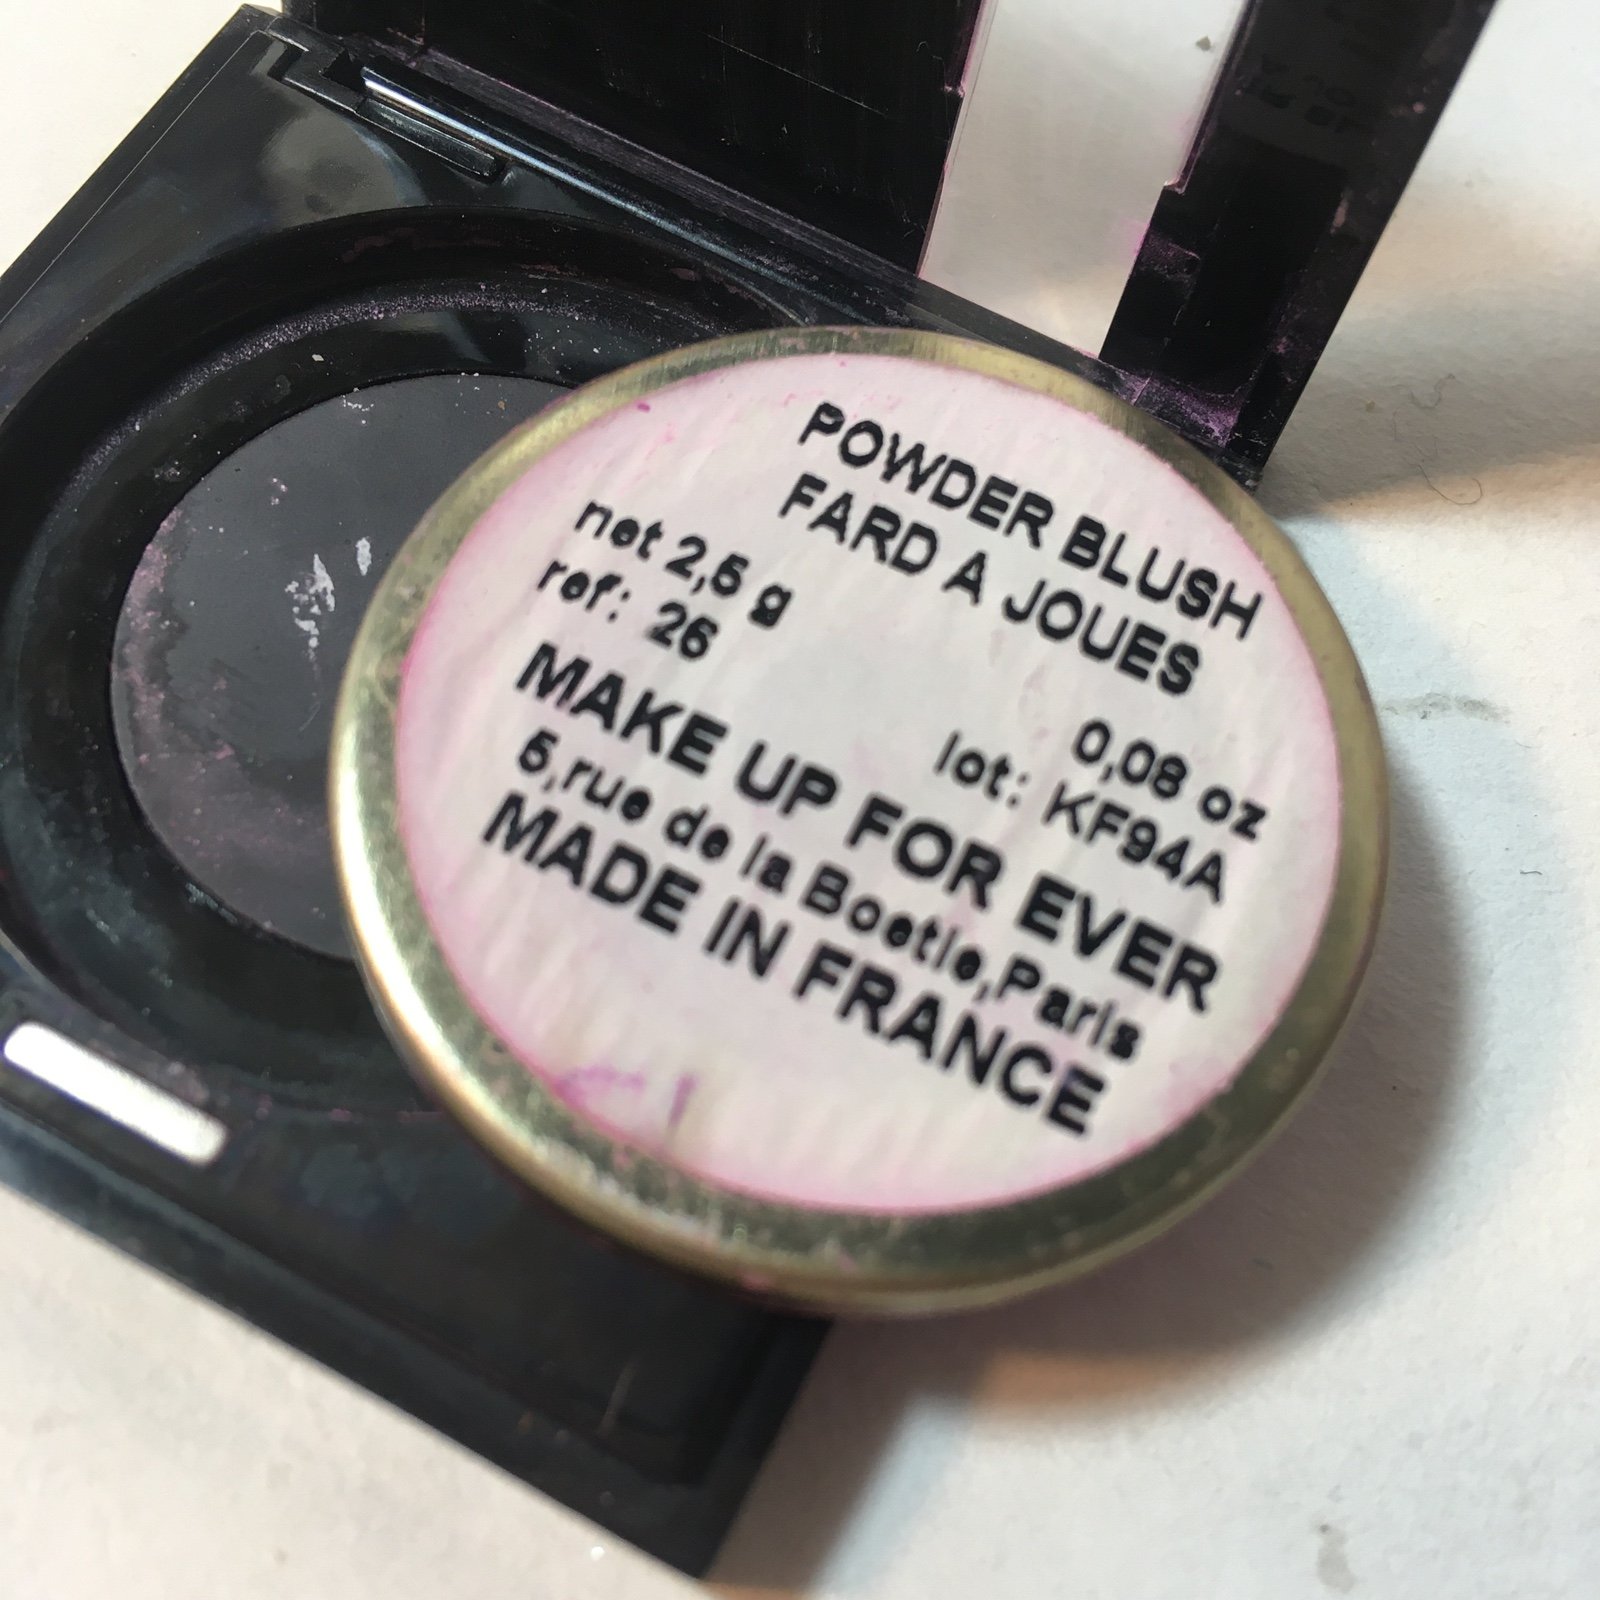 POWDER BLUSH
FARD A JOUES
net 2,5 g 0,08 oz
ref: 26 lot: KF94A
MAKE UP FOR EVER
5,rue de la Boetie,Paris
MADE IN FRANCE